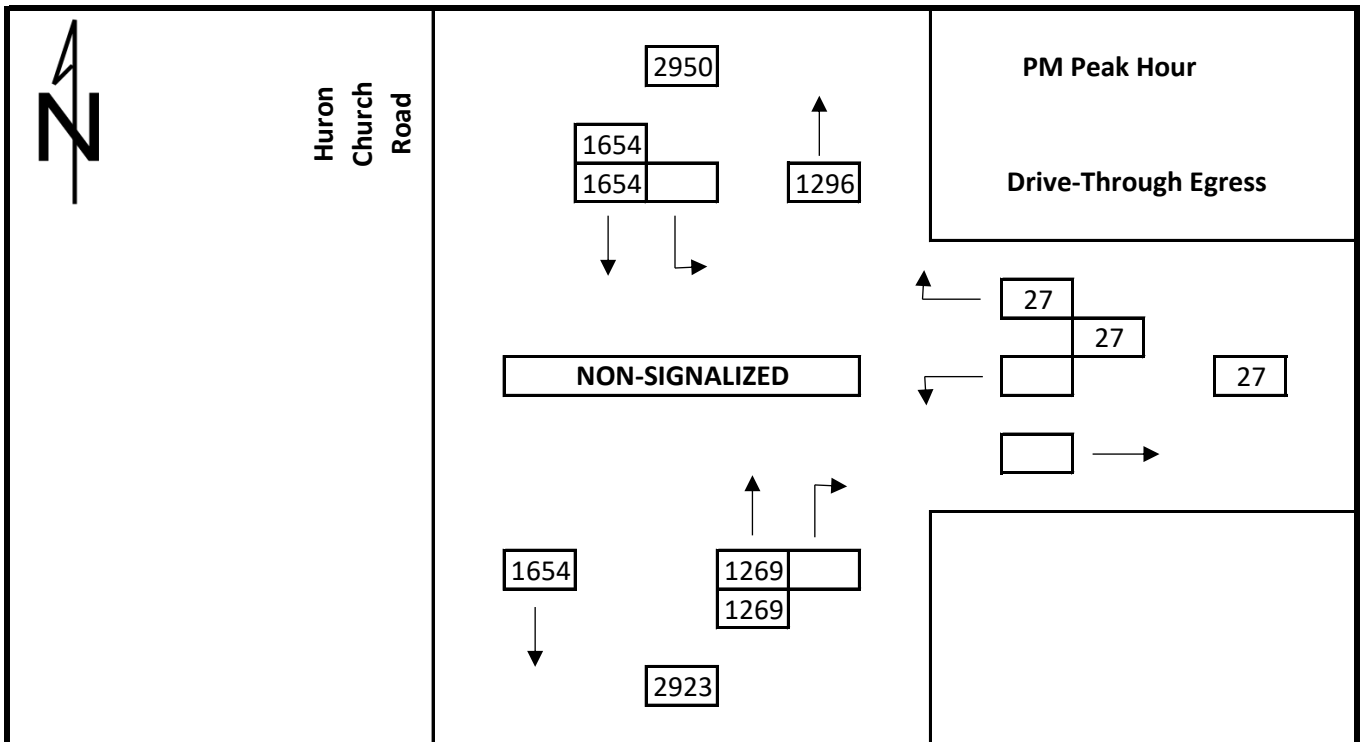 N
Huron
Church
Road
2950
PM Peak Hour
1654
1654
1296
Drive-Through Egress
27
27
NON-SIGNALIZED
27
1654
1269
1269
2923